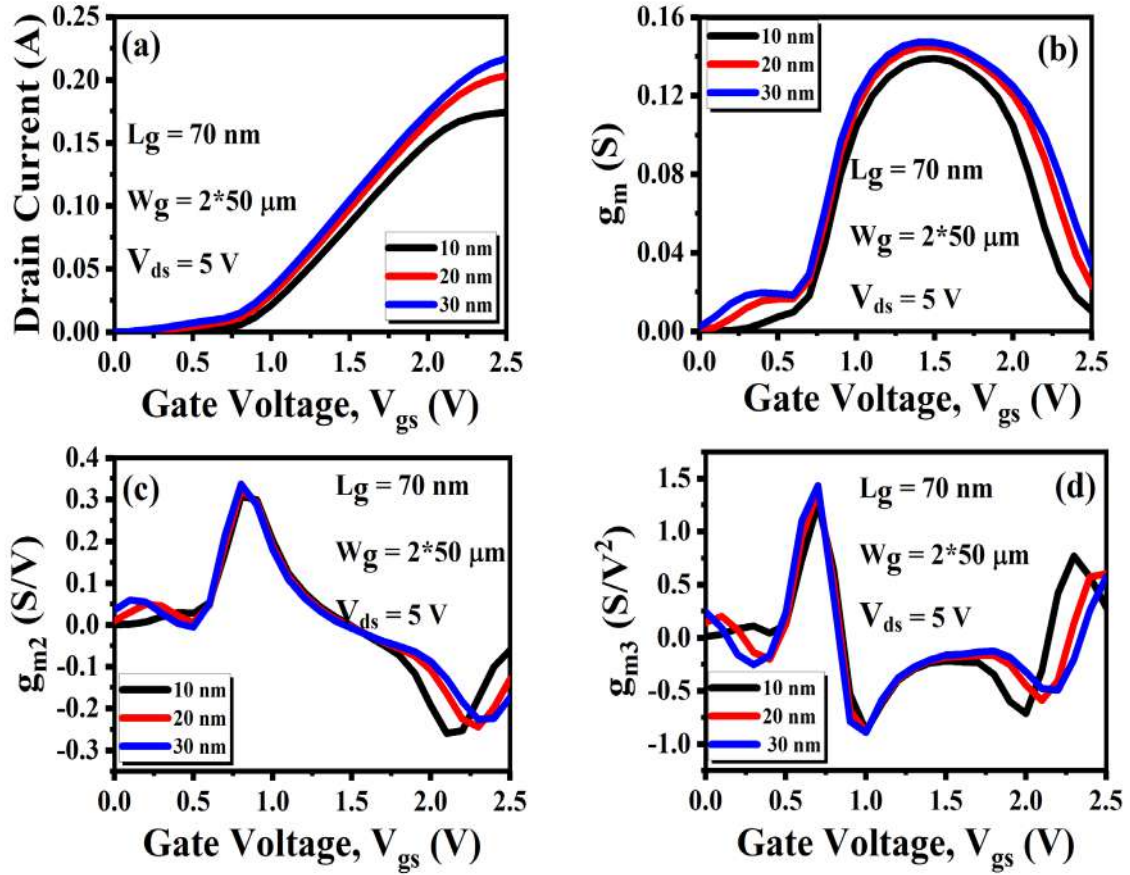 (a)
Drain Current (A)
0.25
0.20
0.15
0.10
0.05
0.00
Lg = 70 nm
Wg = 2*50 μm
Vds = 5 V
10 nm
20 nm
30 nm
0.0 0.5 1.0 1.5 2.0 2.5
Gate Voltage, Vgs (V)
(b)
gm (S)
0.16
0.12
0.08
0.04
0.00
10 nm
20 nm
30 nm
Lg = 70 nm
Wg = 2*50 μm
Vds = 5 V
0.0 0.5 1.0 1.5 2.0 2.5
Gate Voltage, Vgs (V)
(c)
gm2 (S/V)
0.4
0.3
0.2
0.1
0.0
-0.1
-0.2
-0.3
Lg = 70 nm
Wg = 2*50 μm
Vds = 5 V
10 nm
20 nm
30 nm
0.0 0.5 1.0 1.5 2.0 2.5
Gate Voltage, Vgs (V)
(d)
gm3 (S/V²)
1.5
1.0
0.5
0.0
-0.5
-1.0
Lg = 70 nm
Wg = 2*50 μm
Vds = 5 V
10 nm
20 nm
30 nm
0.0 0.5 1.0 1.5 2.0 2.5
Gate Voltage, Vgs (V)